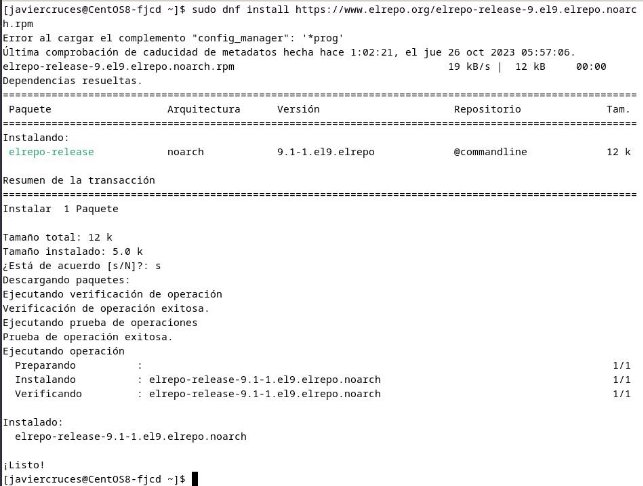 [javiercruces@CentOS8-fjcd ~]$ sudo dnf install https://www.elrepo.org/elrepo-release-9.el9.elrepo.noarc
h.rpm
Error al cargar el complemento "config_manager": '*prog'
Última comprobación de caducidad de metadatos hecha hace 1:02:21, el jue 26 oct 2023 05:57:06.
elrepo-release-9.el9.elrepo.noarch.rpm 19 kB/s | 12 kB 00:00
Dependencias resueltas.
================================================================================
Paquete Arquitectura Versión Repositorio Tam.
================================================================================
Instalando:
elrepo-release noarch 9.1-1.el9.elrepo @commandline 12 k

Resumen de la transacción
================================================================================
Instalar 1 Paquete

Tamaño total: 12 k
Tamaño instalado: 5.0 k
¿Está de acuerdo [s/N]?: s
Descargando paquetes:
Ejecutando verificación de operación
Verificación de operación exitosa.
Ejecutando prueba de operaciones
Prueba de operación exitosa.
Ejecutando operación
Preparando : 1/1
Instalando : elrepo-release-9.1-1.el9.elrepo.noarch 1/1
Verificando : elrepo-release-9.1-1.el9.elrepo.noarch 1/1

Instalado:
elrepo-release-9.1-1.el9.elrepo.noarch

¡Listo!
[javiercruces@CentOS8-fjcd ~]$